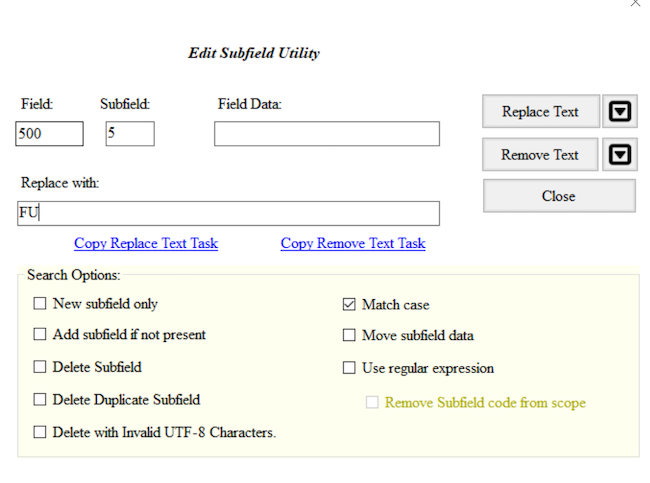 Edit Subfield Utility
Field: Subfield: Field Data:
500 5
Replace Text
Remove Text
Replace with:
Close
FU
Copy Replace Text Task Copy Remove Text Task
Search Options:
New subfield only Match case
Add subfield if not present Move subfield data
Delete Subfield Use regular expression
Delete Duplicate Subfield Remove Subfield code from scope
Delete with Invalid UTF-8 Characters.